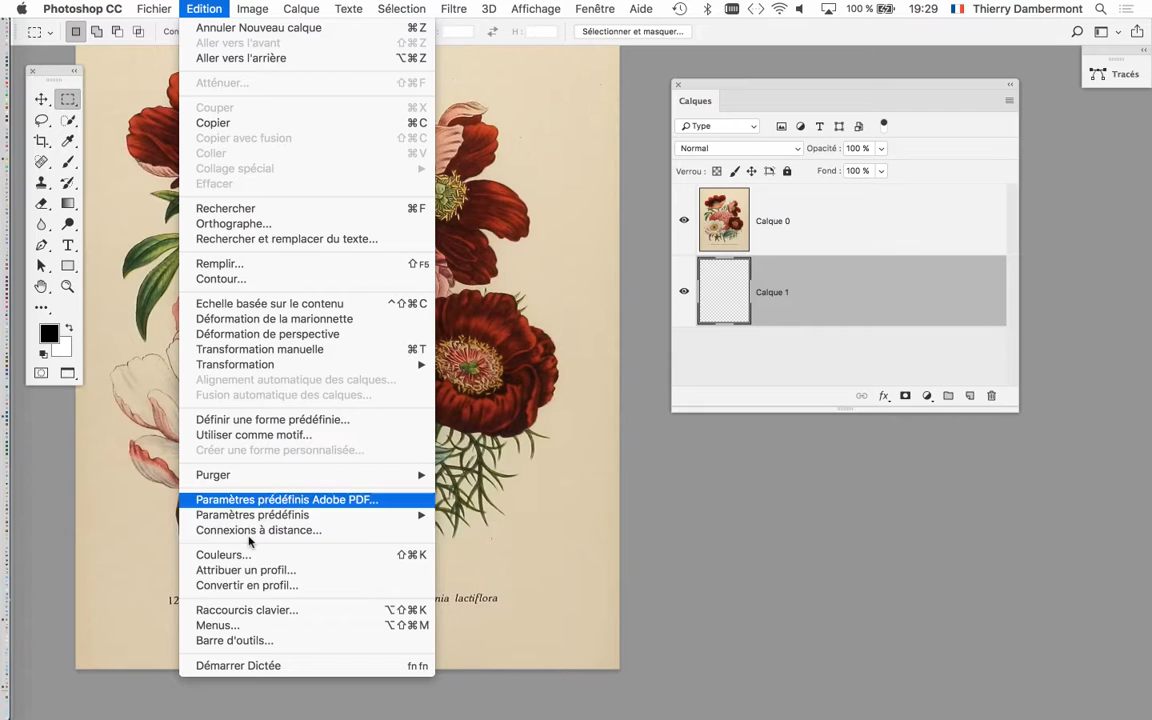 Photoshop CC Fichier Edition Image Calque Texte Sélection Filtre 3D Affichage Fenêtre Aide 100 % 19:29 Thierry Dambermont
Con H: Sélectionner et masquer...
Annuler Nouveau calque ⌘Z
Aller vers l'avant ⇧⌘Z
Aller vers l'arrière ⌥⌘Z
Atténuer... ⇧⌘F
Couper ⌘X
Copier ⌘C
Copier avec fusion ⇧⌘C
Coller ⌘V
Collage spécial
Effacer
Rechercher ⌘F
Orthographe...
Rechercher et remplacer du texte...
Remplir... ⇧F5
Contour...
Echelle basée sur le contenu ^⇧⌘C
Déformation de la marionnette
Déformation de perspective
Transformation manuelle ⌘T
Transformation
Alignement automatique des calques...
Fusion automatique des calques...
Définir une forme prédéfinie...
Utiliser comme motif...
Créer une forme personnalisée...
Purger
Paramètres prédéfinis Adobe PDF...
Paramètres prédéfinis
Connexions à distance...
Couleurs... ⇧⌘K
Attribuer un profil...
Convertir en profil...
Raccourcis clavier... ⌥⇧⌘K
Menus... ⌥⇧⌘M
Barre d'outils...
Démarrer Dictée fn fn
12
nia lactiflora
Tracés
Calques
Type
Normal Opacité : 100 %
Verrou : Fond : 100 %
Calque 0
Calque 1
fx